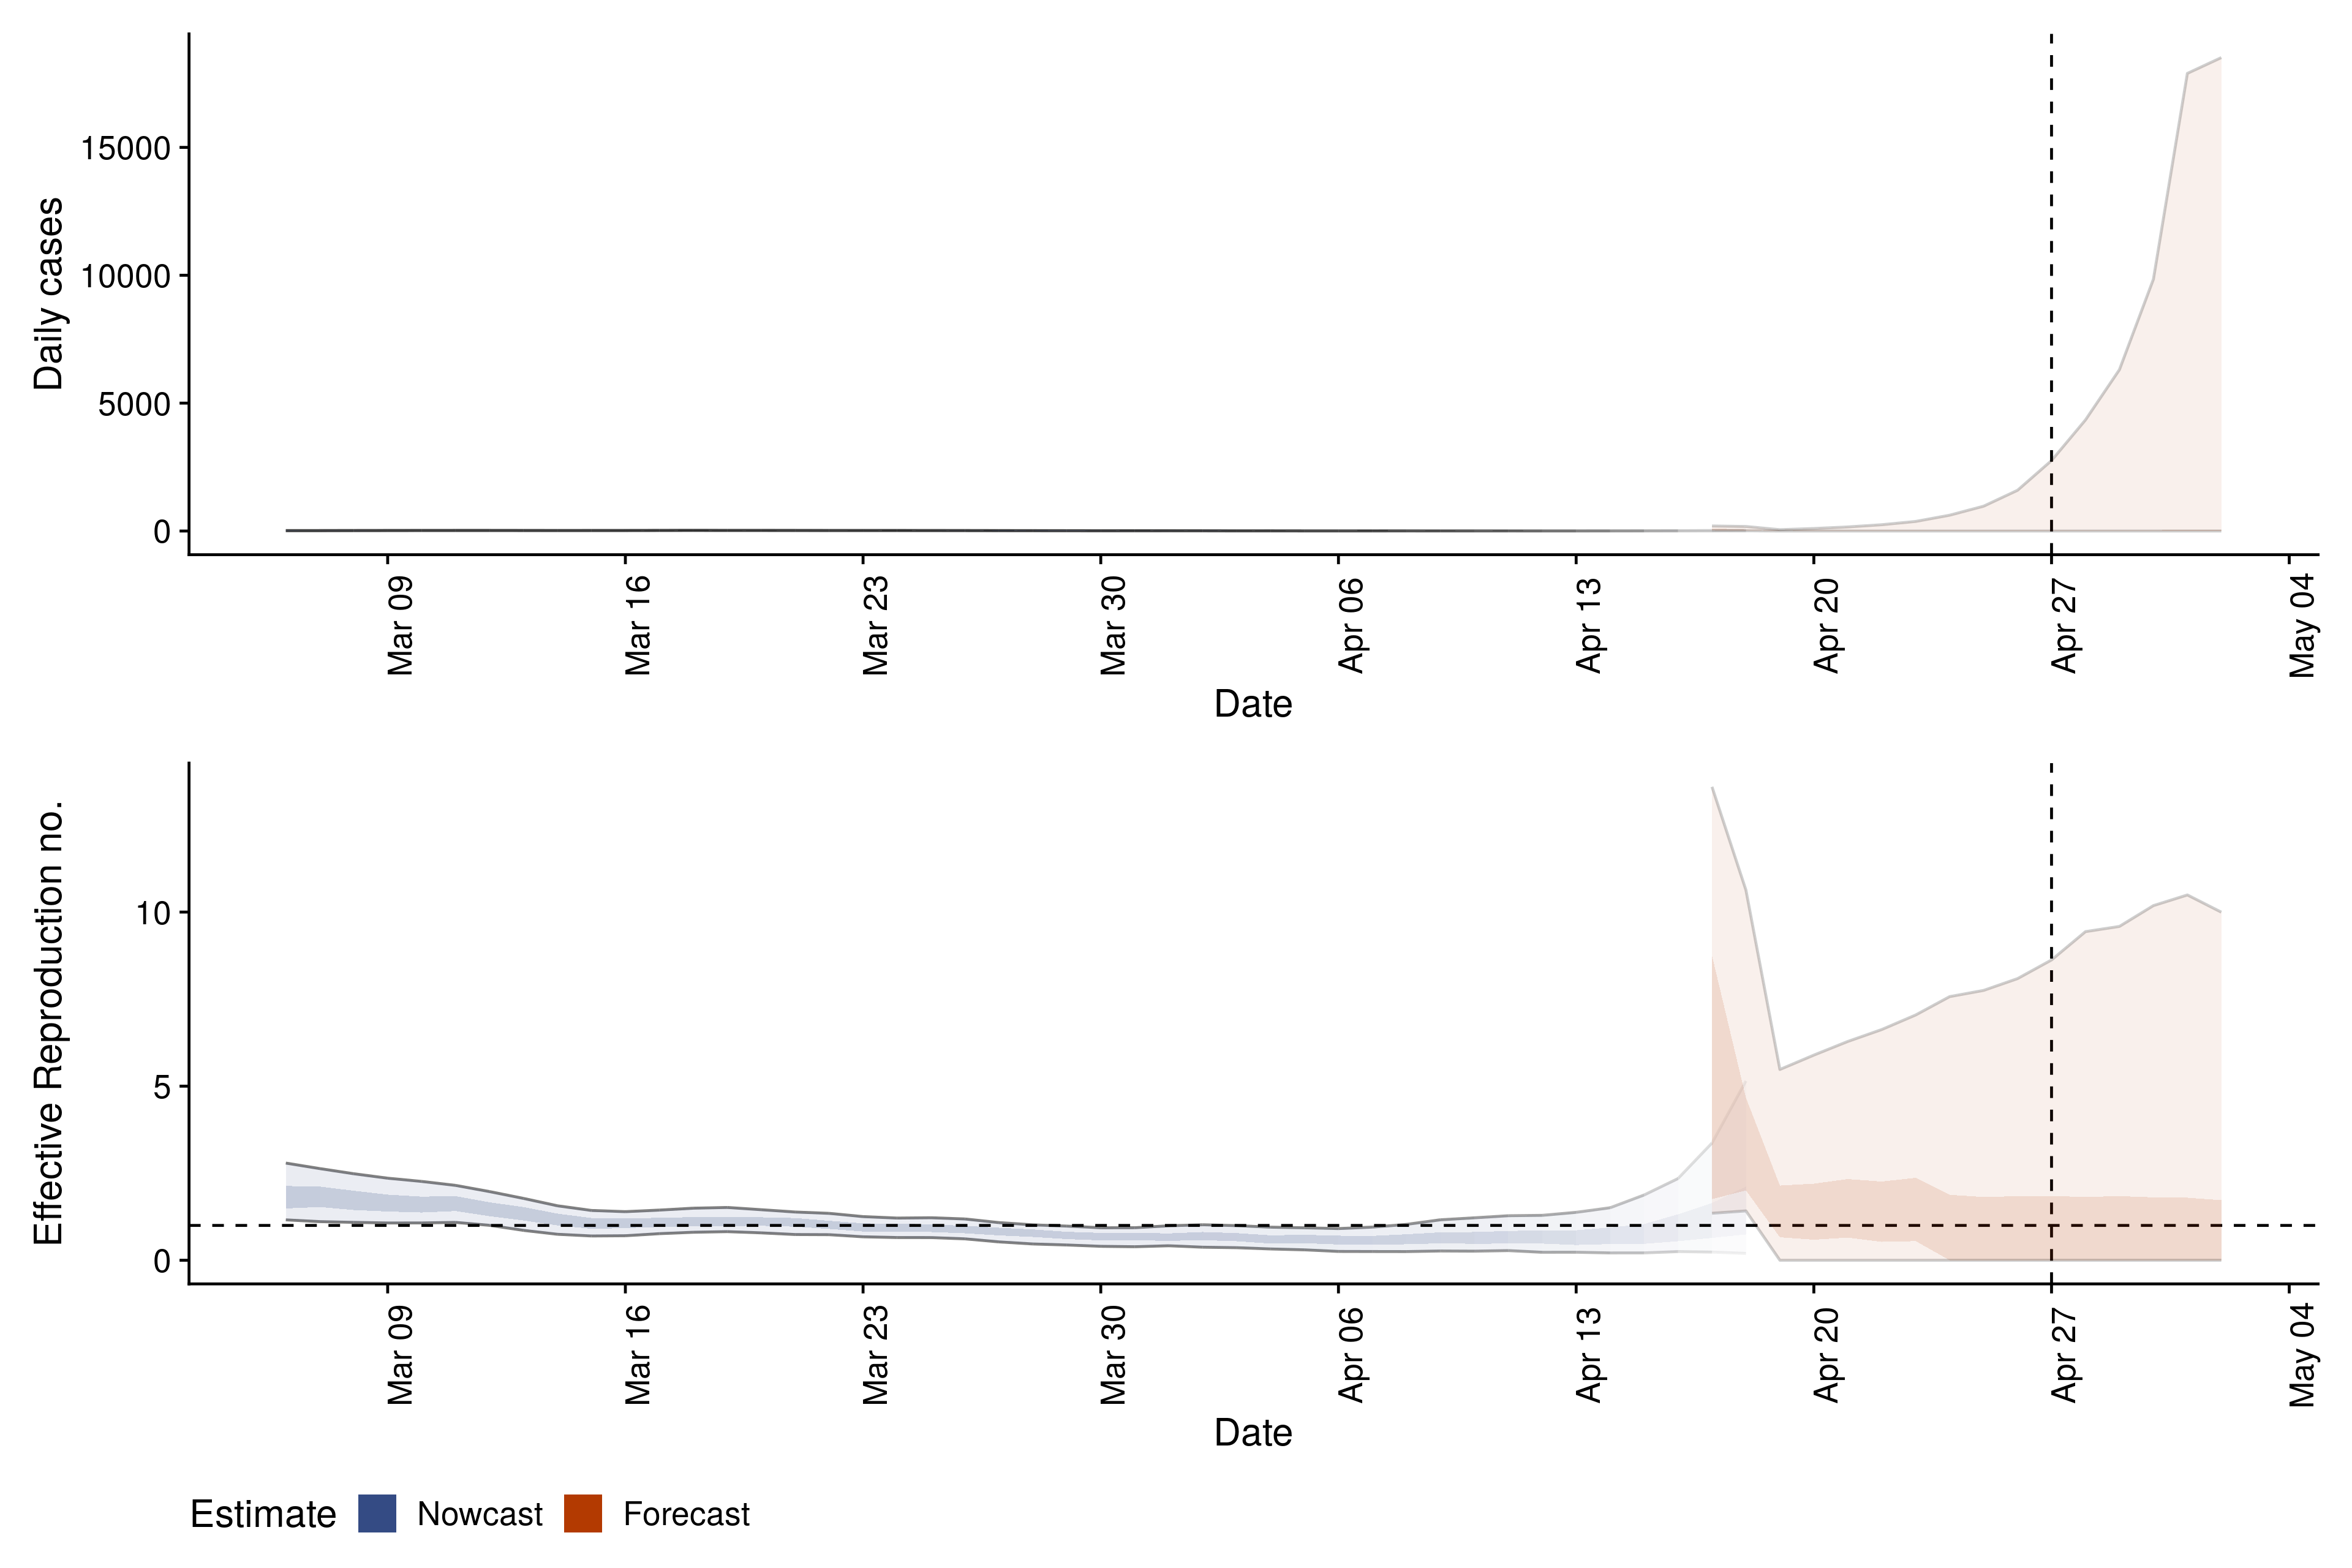 Daily cases
15000
10000
5000
0
Mar 09
Mar 16
Mar 23
Mar 30
Apr 06
Apr 13
Apr 20
Apr 27
May 04
Date
Effective Reproduction no.
10
5
0
Mar 09
Mar 16
Mar 23
Mar 30
Apr 06
Apr 13
Apr 20
Apr 27
May 04
Date
Estimate Nowcast Forecast